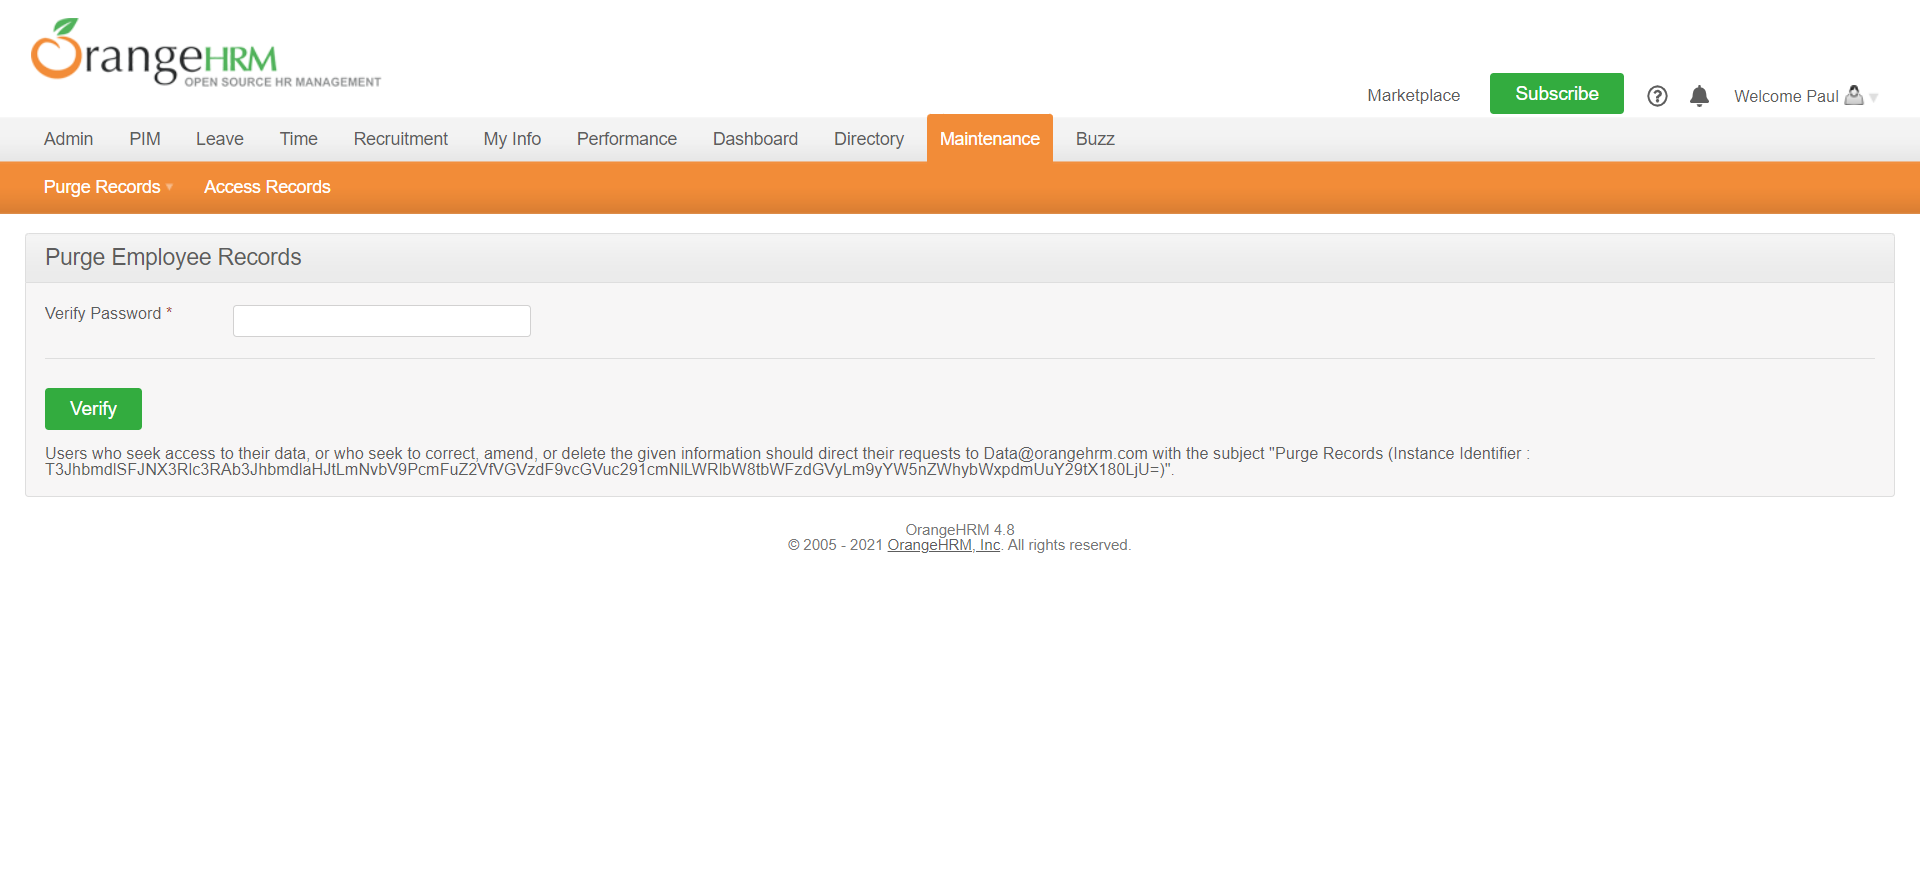 OrangeHRM
OPEN SOURCE HR MANAGEMENT
Marketplace Subscribe Welcome Paul
Admin PIM Leave Time Recruitment My Info Performance Dashboard Directory Maintenance Buzz
Purge Records Access Records
Purge Employee Records
Verify Password *
Verify
Users who seek access to their data, or who seek to correct, amend, or delete the given information should direct their requests to Data@orangehrm.com with the subject "Purge Records (Instance Identifier :
T3JhbmdlSFJNX3Rlc3RAb3JhbmdlaHJtLmNvbV9PcmFuZ2VfVGVzdF9vcGVuc291cmNlLWRlbW8tbWFzdGVyLm9yYW5nZWhybWxpdmUuY29tX180LjU=)".
OrangeHRM 4.8
© 2005 - 2021 OrangeHRM, Inc. All rights reserved.